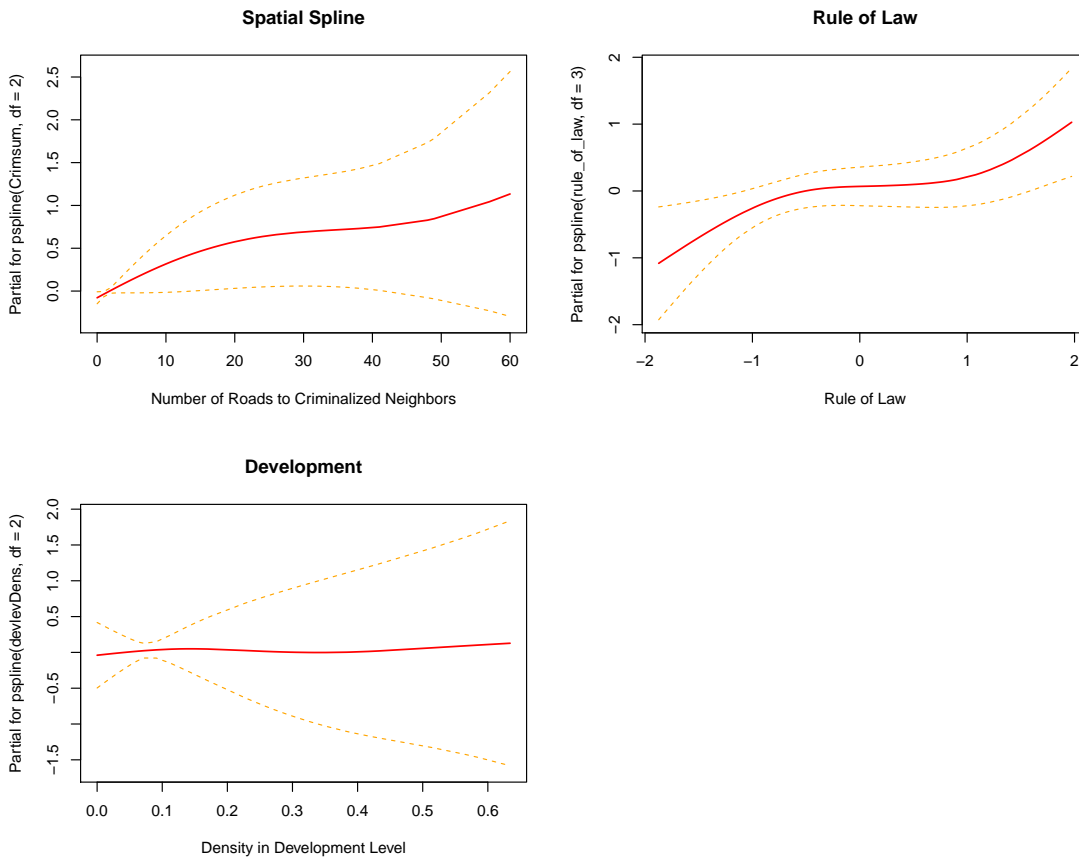 Spatial Spline
Partial for pspline(Crimsum, df = 2)
2.5
2.0
1.5
1.0
0.5
0.0
0 10 20 30 40 50 60
Number of Roads to Criminalized Neighbors
Rule of Law
Partial for pspline(rule_of_law, df = 3)
2
1
0
−1
−2
−2 −1 0 1 2
Rule of Law
Development
Partial for pspline(devlevDens, df = 2)
2.0
1.5
0.5
−0.5
−1.5
0.0 0.1 0.2 0.3 0.4 0.5 0.6
Density in Development Level